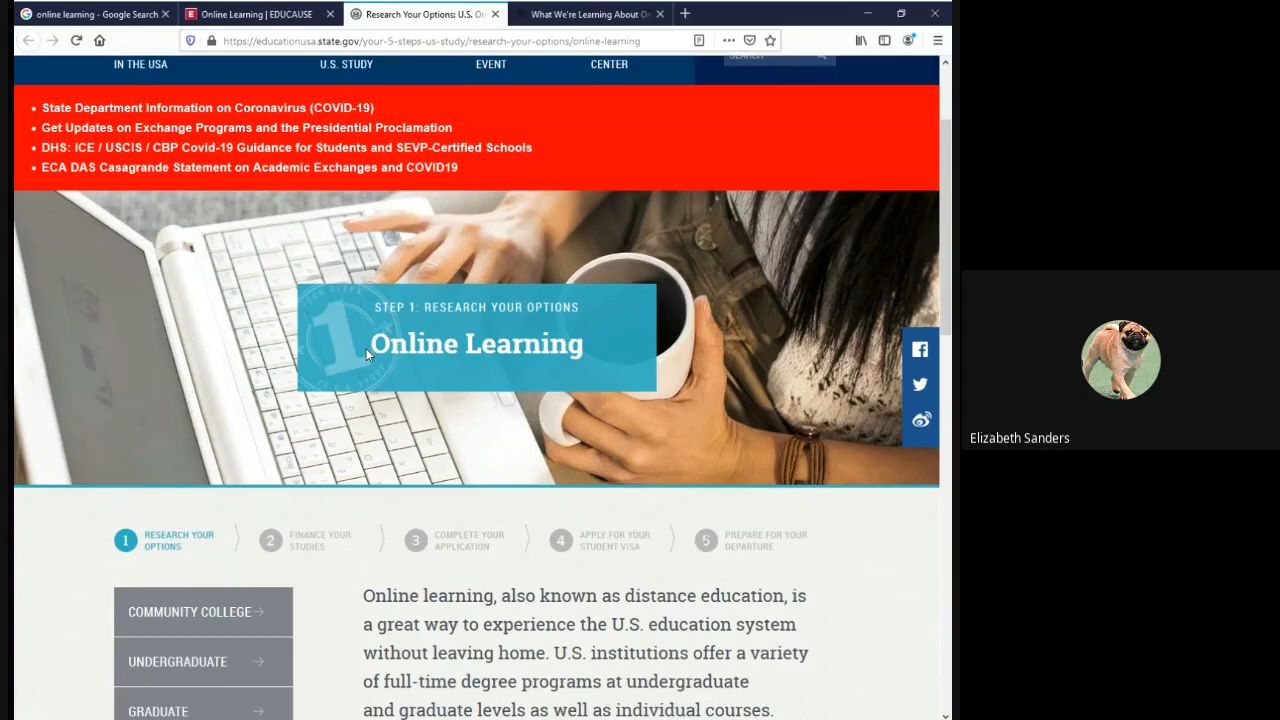 online learning - Google Search
Online Learning | EDUCAUSE
Research Your Options: U.S. On
What We're Learning About On
https://educationusa.state.gov/your-5-steps-us-study/research-your-options/online-learning
IN THE USA
U.S. STUDY
EVENT
CENTER
SEARCH
• State Department Information on Coronavirus (COVID-19)
• Get Updates on Exchange Programs and the Presidential Proclamation
• DHS: ICE / USCIS / CBP Covid-19 Guidance for Students and SEVP-Certified Schools
• ECA DAS Casagrande Statement on Academic Exchanges and COVID19
STEP 1: RESEARCH YOUR OPTIONS
1
Online Learning
Elizabeth Sanders
1 RESEARCH YOUR
OPTIONS
2 FINANCE YOUR
STUDIES
3 COMPLETE YOUR
APPLICATION
4 APPLY FOR YOUR
STUDENT VISA
5 PREPARE FOR YOUR
DEPARTURE
COMMUNITY COLLEGE
UNDERGRADUATE
GRADUATE
Online learning, also known as distance education, is
a great way to experience the U.S. education system
without leaving home. U.S. institutions offer a variety
of full-time degree programs at undergraduate
and graduate levels as well as individual courses.